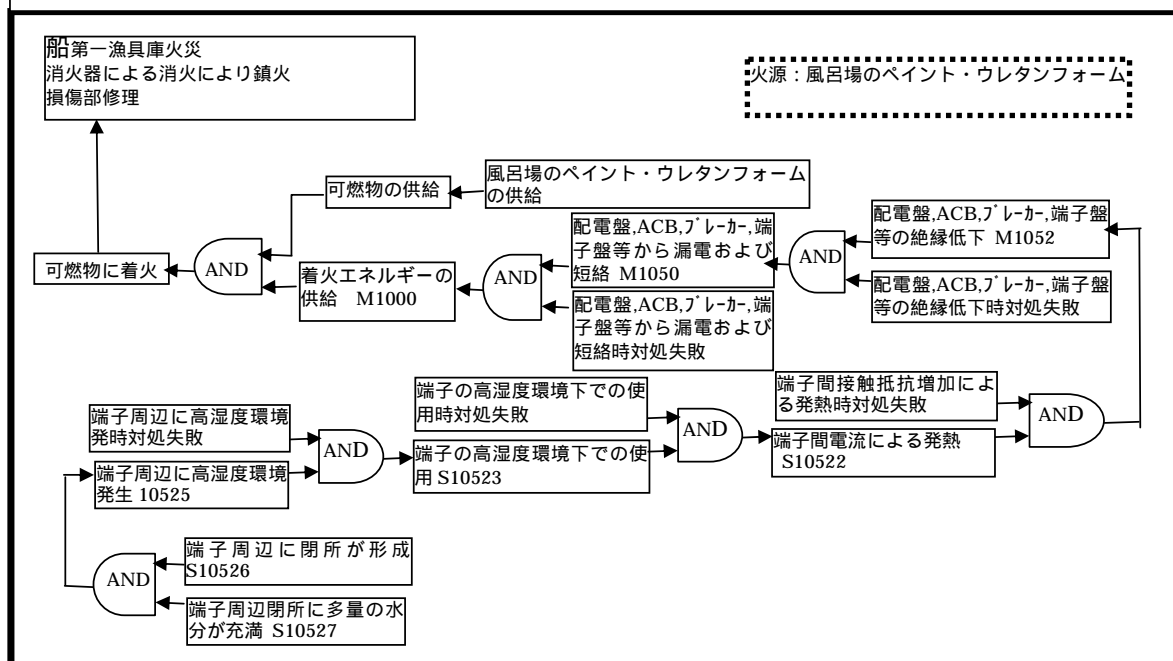 船第一漁具庫火災
消火器による消火により鎮火
損傷部修理
火源：風呂場のペイント・ウレタンフォーム
可燃物の供給
風呂場のペイント・ウレタンフォーム
の供給
可燃物に着火
AND
着火エネルギーの
供給 M1000
AND
配電盤,ACB,ブレーカー,端
子盤等から漏電および
短絡 M1050
配電盤,ACB,ブレーカー,端
子盤等から漏電および
短絡時対処失敗
AND
配電盤,ACB,ブレーカー,端子盤
等の絶縁低下 M1052
配電盤,ACB,ブレーカー,端子盤
等の絶縁低下時対処失敗
端子周辺に高湿度環境
発時対処失敗
端子周辺に高湿度環境
発生 10525
AND
端子の高湿度環境下での使
用時対処失敗
端子の高湿度環境下での使
用 S10523
AND
端子間接触抵抗増加によ
る発熱時対処失敗
端子間電流による発熱
S10522
AND
AND
端子周辺に閉所が形成
S10526
端子周辺閉所に多量の水
分が充満 S10527